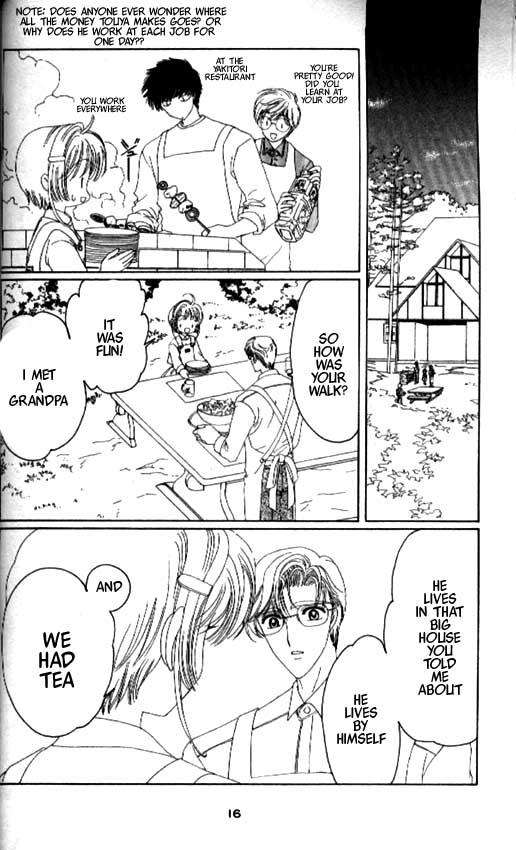 NOTE: DOES ANYONE EVER WONDER WHERE
ALL THE MONEY TOUYA MAKES GOES? OR
WHY DOES HE WORK AT EACH JOB FOR
ONE DAY??
YOU'RE
PRETTY GOOD!
DID YOU
LEARN AT
YOUR JOB?
AT THE
YAKITORI
RESTAURANT
YOU WORK
EVERYWHERE
SO
HOW
WAS
YOUR
WALK?
IT
WAS
FUN!
I MET
A
GRANDPA
HE
LIVES
IN THAT
BIG
HOUSE
YOU
TOLD
ME
ABOUT
HE
LIVES
BY
HIMSELF
AND
WE
HAD
TEA
16